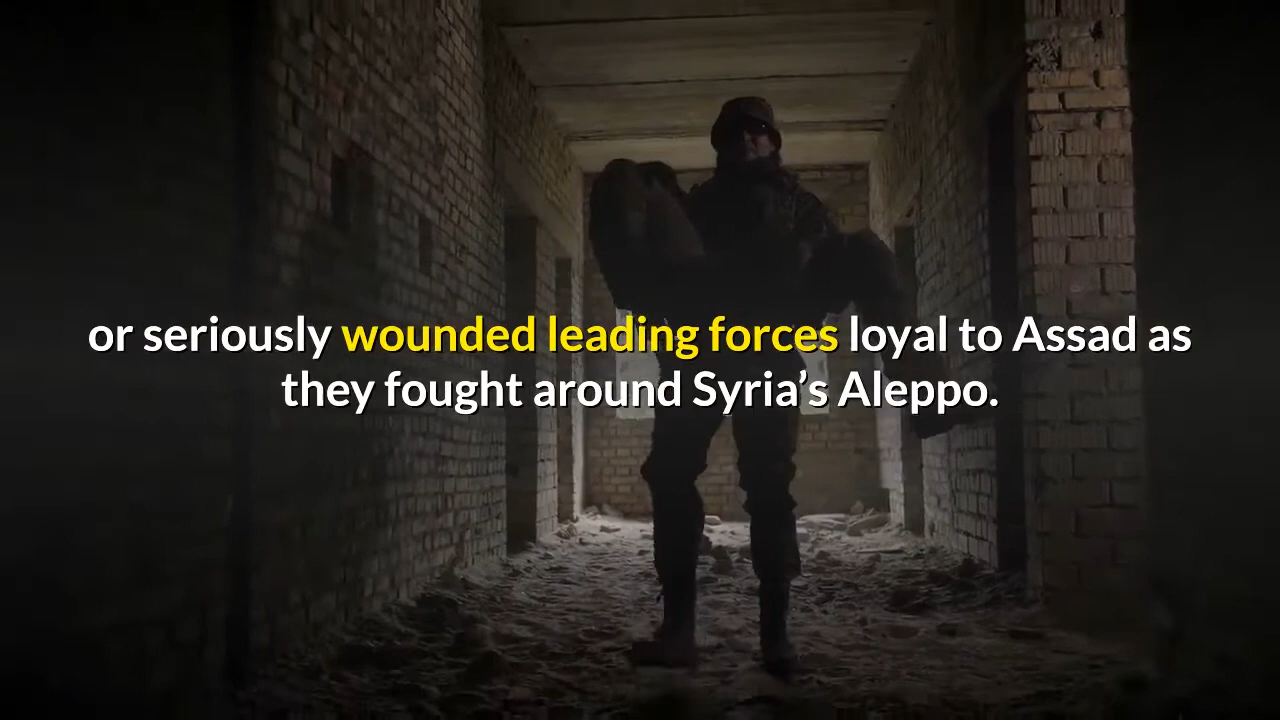 or seriously wounded leading forces loyal to Assad as
they fought around Syria’s Aleppo.